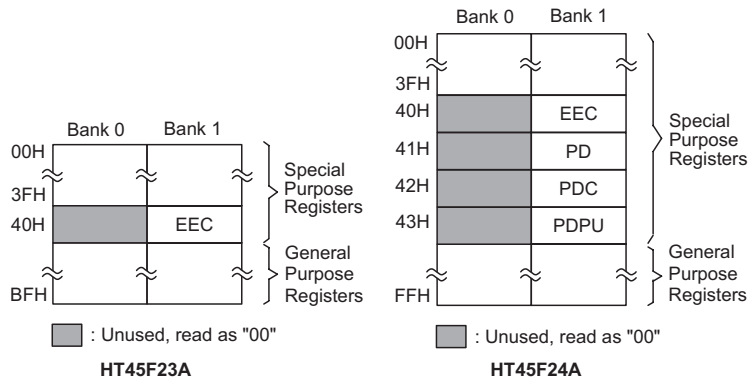 Bank 0 Bank 1
00H
3FH
40H EEC
BFH
Special
Purpose
Registers
General
Purpose
Registers
: Unused, read as "00"
HT45F23A
Bank 0 Bank 1
00H
3FH
40H EEC
41H PD
42H PDC
43H PDPU
FFH
Special
Purpose
Registers
General
Purpose
Registers
: Unused, read as "00"
HT45F24A